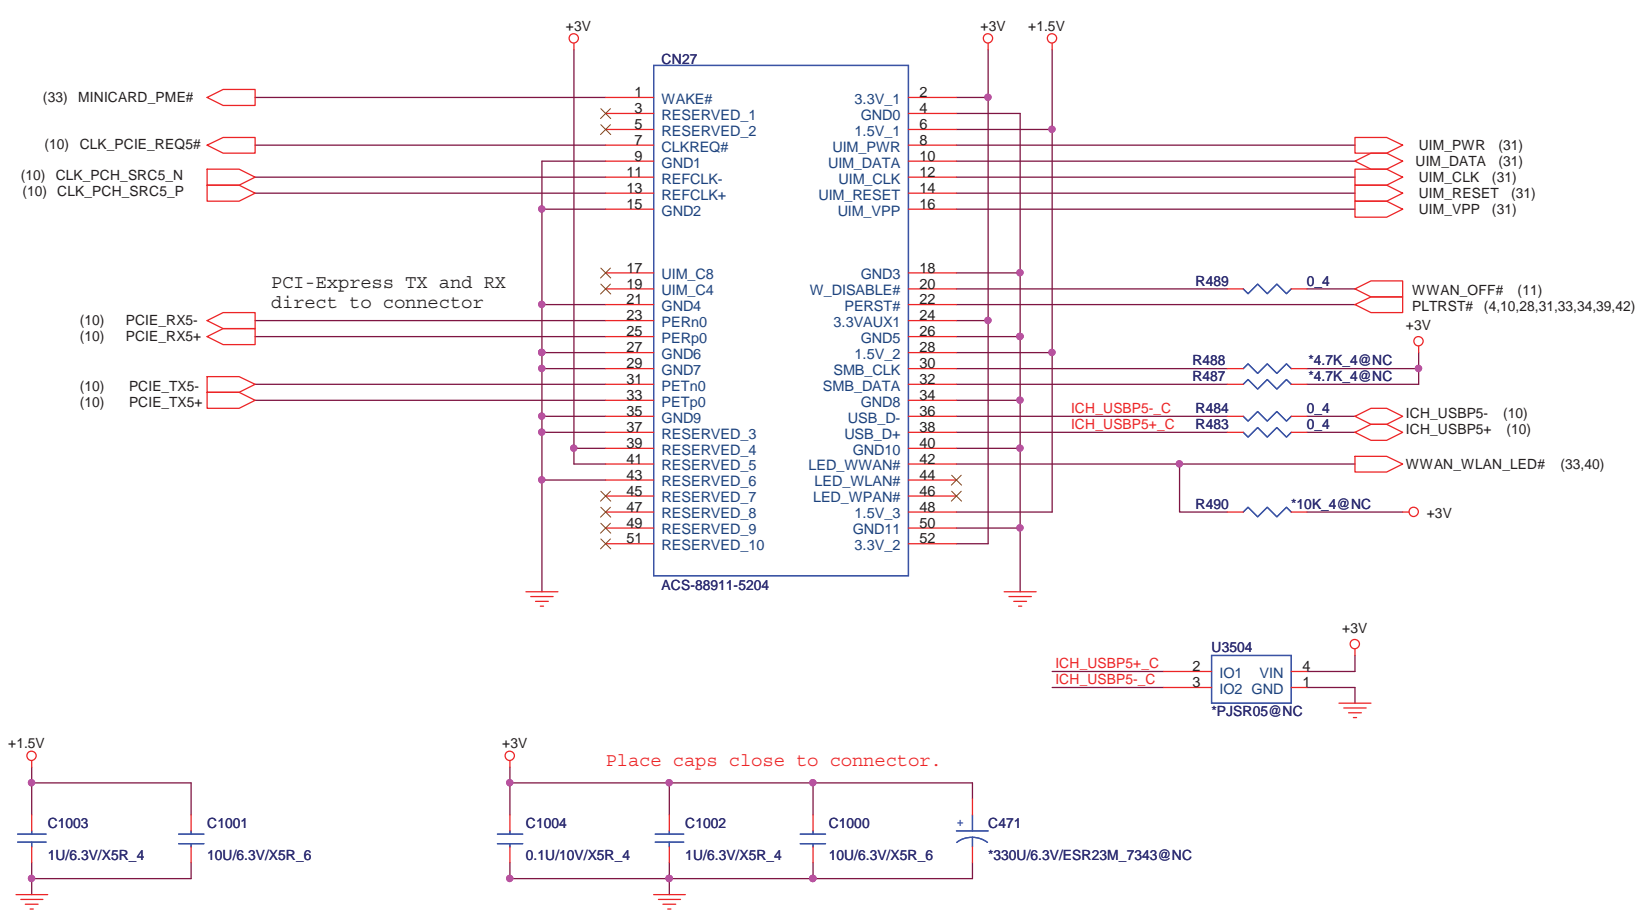 +3V
+3V
+1.5V
CN27
(33) MINICARD_PME#
1 WAKE#
3 RESERVED_1
5 RESERVED_2
(10) CLK_PCIE_REQ5#
7 CLKREQ#
9 GND1
(10) CLK_PCH_SRC5_N
11 REFCLK-
(10) CLK_PCH_SRC5_P
13 REFCLK+
15 GND2
3.3V_1 2
GND0 4
1.5V_1 6
UIM_PWR 8
UIM_PWR (31)
UIM_DATA 10
UIM_DATA (31)
UIM_CLK 12
UIM_CLK (31)
UIM_RESET 14
UIM_RESET (31)
UIM_VPP 16
UIM_VPP (31)
PCI-Express TX and RX
direct to connector
17 UIM_C8
19 UIM_C4
21 GND4
(10) PCIE_RX5-
23 PERn0
(10) PCIE_RX5+
25 PERp0
27 GND6
29 GND7
(10) PCIE_TX5-
31 PETn0
(10) PCIE_TX5+
33 PETp0
35 GND9
37 RESERVED_3
39 RESERVED_4
41 RESERVED_5
43 RESERVED_6
45 RESERVED_7
47 RESERVED_8
49 RESERVED_9
51 RESERVED_10
GND3 18
W_DISABLE# 20
R489 0_4
WWAN_OFF# (11)
PERST# 22
PLTRST# (4,10,28,31,33,34,39,42)
3.3VAUX1 24
+3V
GND5 26
1.5V_2 28
SMB_CLK 30
R488 *4.7K_4@NC
SMB_DATA 32
R487 *4.7K_4@NC
GND8 34
USB_D- 36
ICH_USBP5-_C R484 0_4
ICH_USBP5- (10)
USB_D+ 38
ICH_USBP5+_C R483 0_4
ICH_USBP5+ (10)
GND10 40
LED_WWAN# 42
WWAN_WLAN_LED# (33,40)
LED_WLAN# 44
LED_WPAN# 46
1.5V_3 48
R490 *10K_4@NC
+3V
GND11 50
3.3V_2 52
ACS-88911-5204
+3V
U3504
ICH_USBP5+_C 2 IO1 VIN 4
ICH_USBP5-_C 3 IO2 GND 1
*PJSR05@NC
+1.5V
+3V
Place caps close to connector.
C1003
1U/6.3V/X5R_4
C1001
10U/6.3V/X5R_6
C1004
0.1U/10V/X5R_4
C1002
1U/6.3V/X5R_4
C1000
10U/6.3V/X5R_6
+ C471
*330U/6.3V/ESR23M_7343@NC